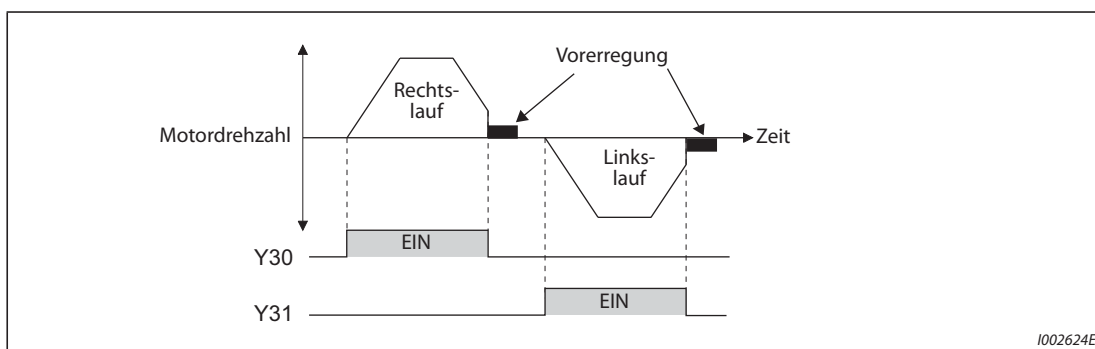 Vorerregung
Rechts-
lauf
Motordrehzahl
Zeit
Links-
lauf
EIN
Y30
EIN
Y31
I002624E